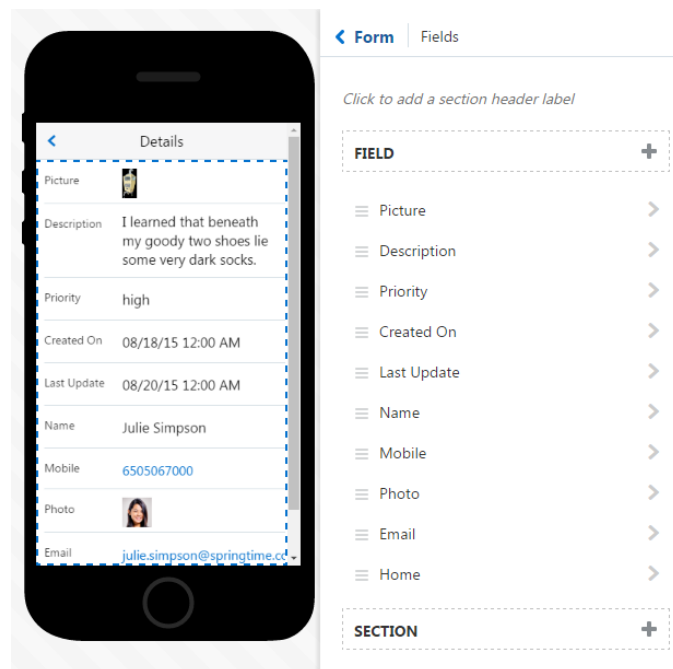 Details
Picture
Description
I learned that beneath
my goody two shoes lie
some very dark socks.
Priority
high
Created On
08/18/15 12:00 AM
Last Update
08/20/15 12:00 AM
Name
Julie Simpson
Mobile
6505067000
Photo
Email
julie.simpson@springtime.cc
Form
Fields
Click to add a section header label
FIELD
Picture
Description
Priority
Created On
Last Update
Name
Mobile
Photo
Email
Home
SECTION